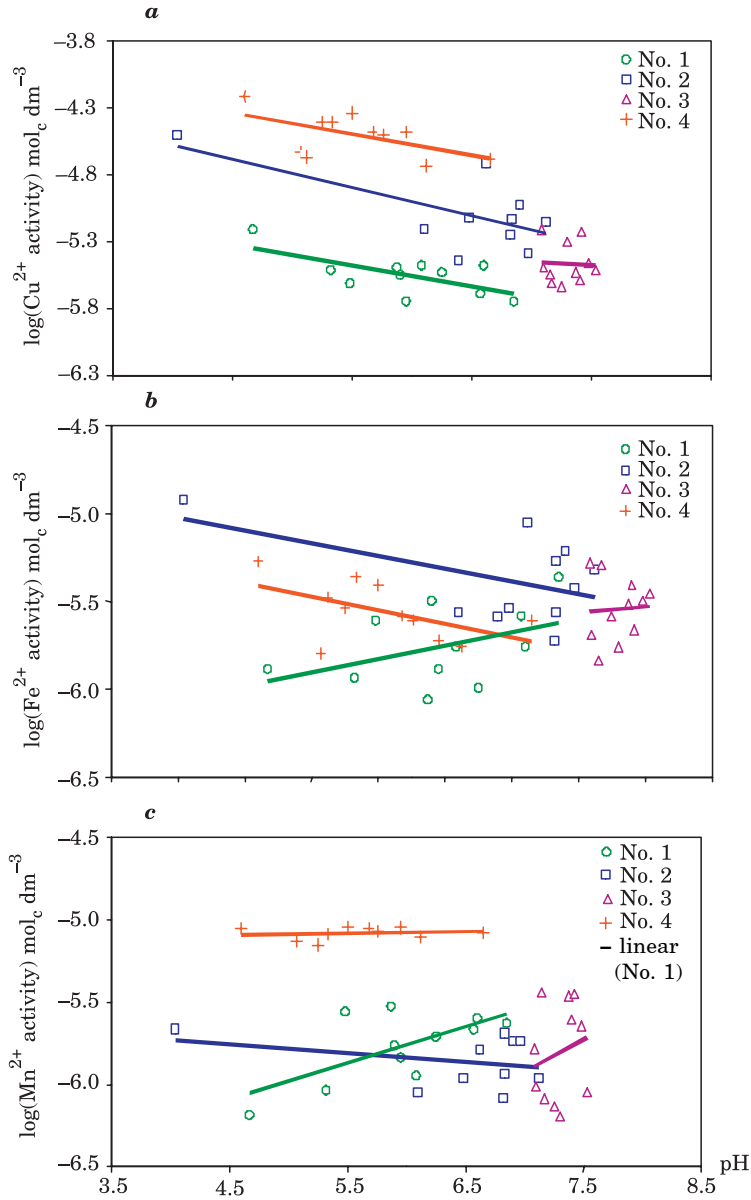 a
log(Cu²⁺ activity) mol_c dm⁻³
–3.8
–4.3
–4.8
–5.3
–5.8
–6.3
No. 1
No. 2
No. 3
No. 4
b
log(Fe²⁺ activity) mol_c dm⁻³
–4.5
–5.0
–5.5
–6.0
–6.5
No. 1
No. 2
No. 3
No. 4
c
log(Mn²⁺ activity) mol_c dm⁻³
–4.5
–5.0
–5.5
–6.0
–6.5
No. 1
No. 2
No. 3
No. 4
linear
(No. 1)
pH
3.5 4.5 5.5 6.5 7.5 8.5